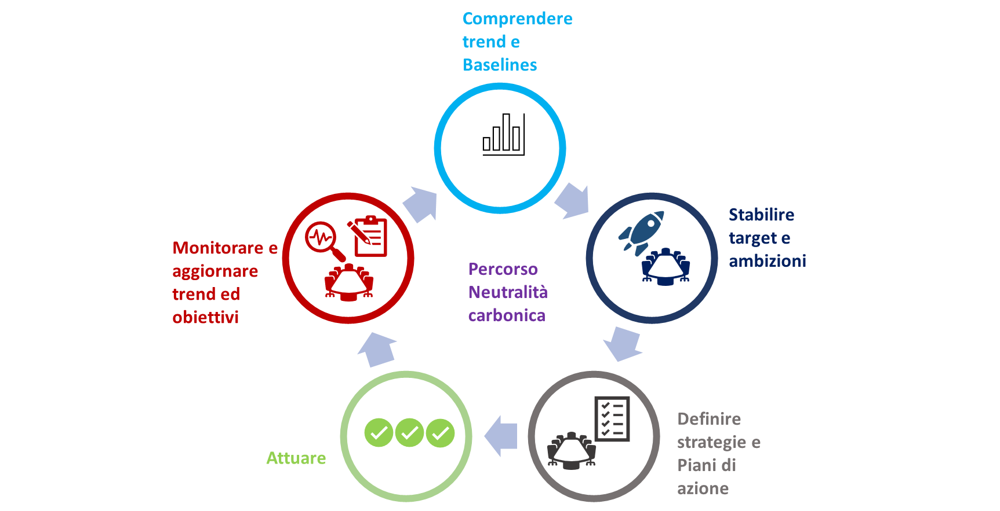 Comprendere
trend e
Baselines
Stabilire
target e
ambizioni
Monitorare e
aggiornare
trend ed
obiettivi
Percorso
Neutralità
carbonica
Definire
strategie e
Piani di
azione
Attuare